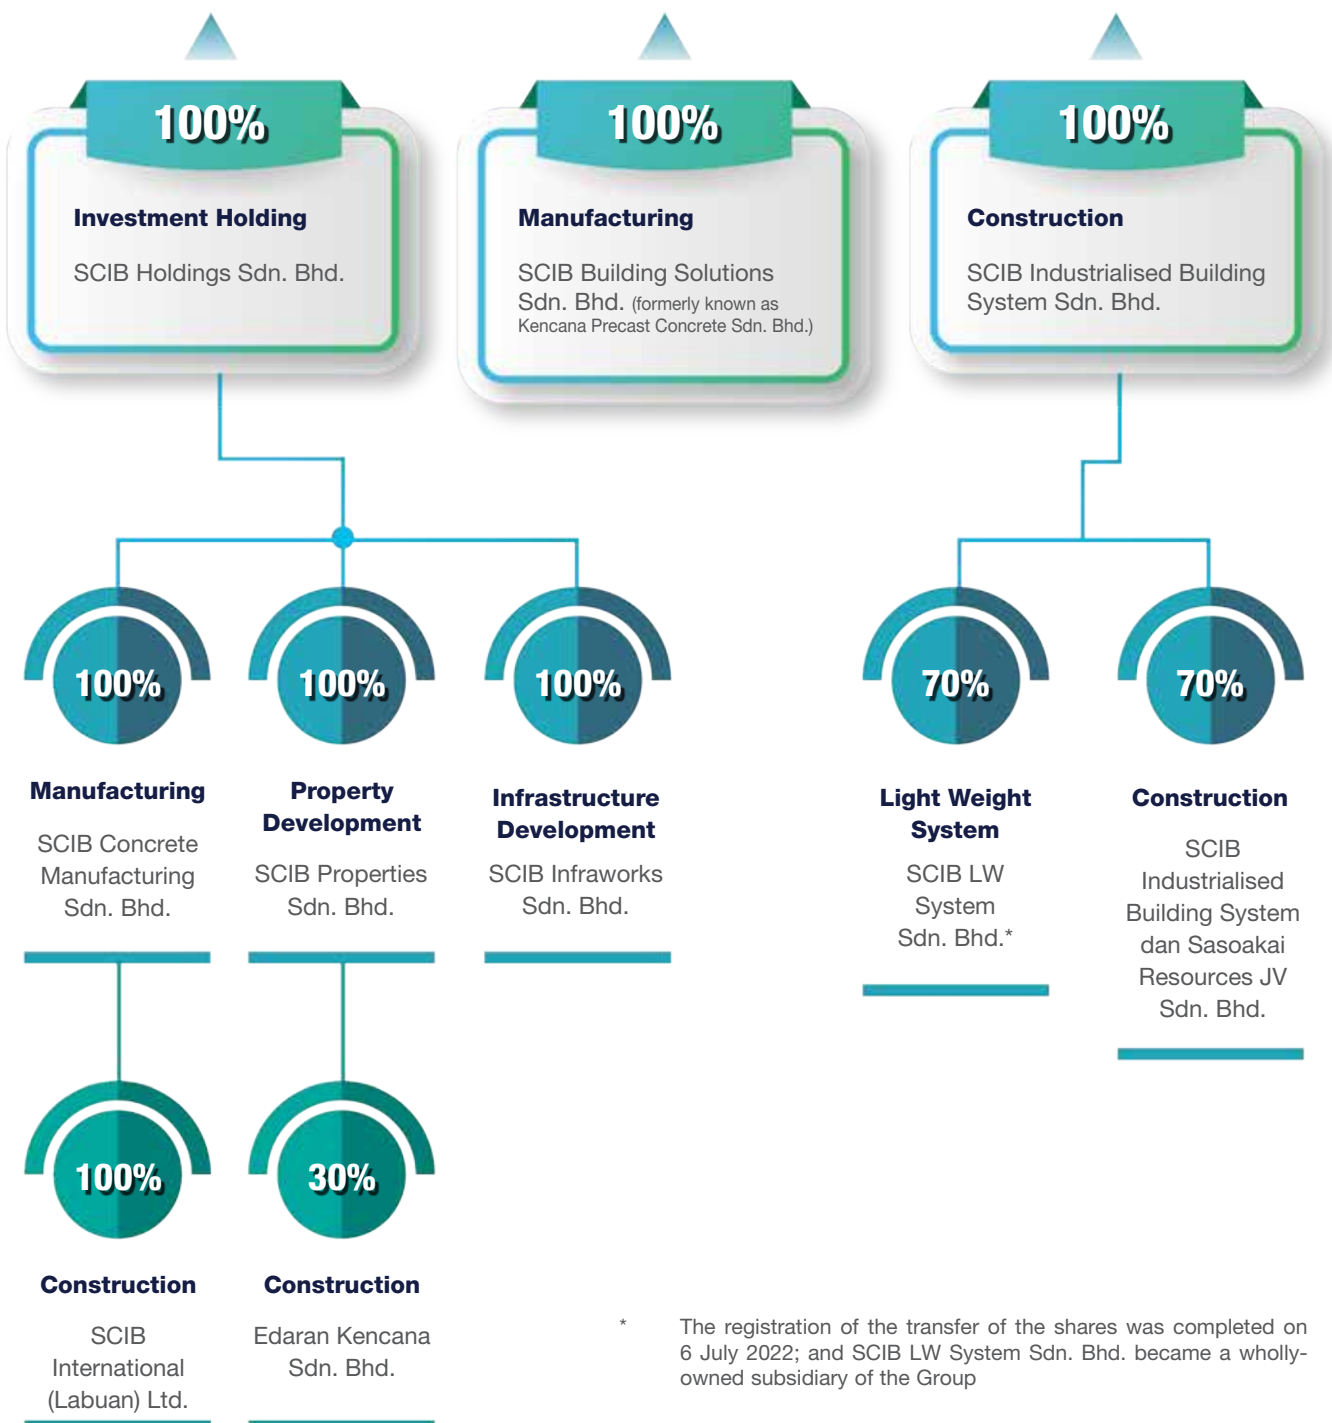 100%
Investment Holding
SCIB Holdings Sdn. Bhd.
100%
Manufacturing
SCIB Building Solutions
Sdn. Bhd. (formerly known as
Kencana Precast Concrete Sdn. Bhd.)
100%
Construction
SCIB Industrialised Building
System Sdn. Bhd.
100%
Manufacturing
SCIB Concrete
Manufacturing
Sdn. Bhd.
100%
Property
Development
SCIB Properties
Sdn. Bhd.
100%
Infrastructure
Development
SCIB Infraworks
Sdn. Bhd.
70%
Light Weight
System
SCIB LW
System
Sdn. Bhd.*
70%
Construction
SCIB
Industrialised
Building System
dan Sasoakai
Resources JV
Sdn. Bhd.
100%
Construction
SCIB
International
(Labuan) Ltd.
30%
Construction
Edaran Kencana
Sdn. Bhd.
* The registration of the transfer of the shares was completed on
6 July 2022; and SCIB LW System Sdn. Bhd. became a wholly-
owned subsidiary of the Group